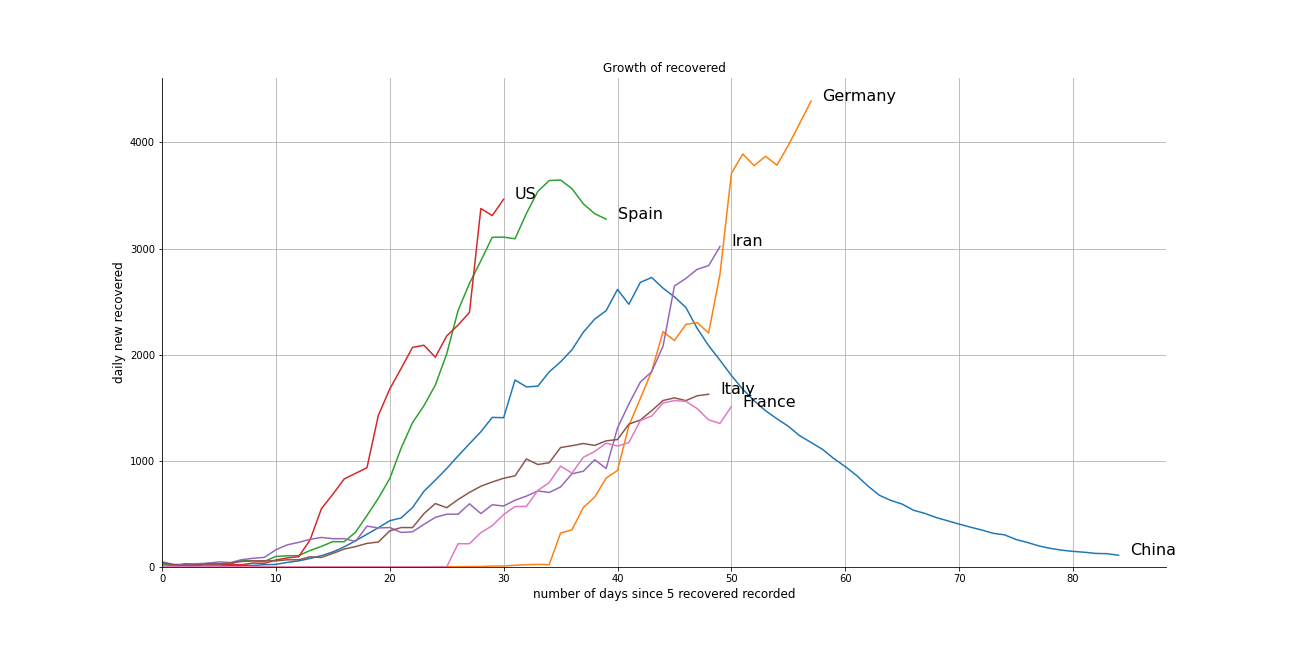 Growth of recovered
Germany
4000
US
Spain
Iran
3000
daily new recovered
2000
Italy
France
1000
China
0
0 10 20 30 40 50 60 70 80
number of days since 5 recovered recorded